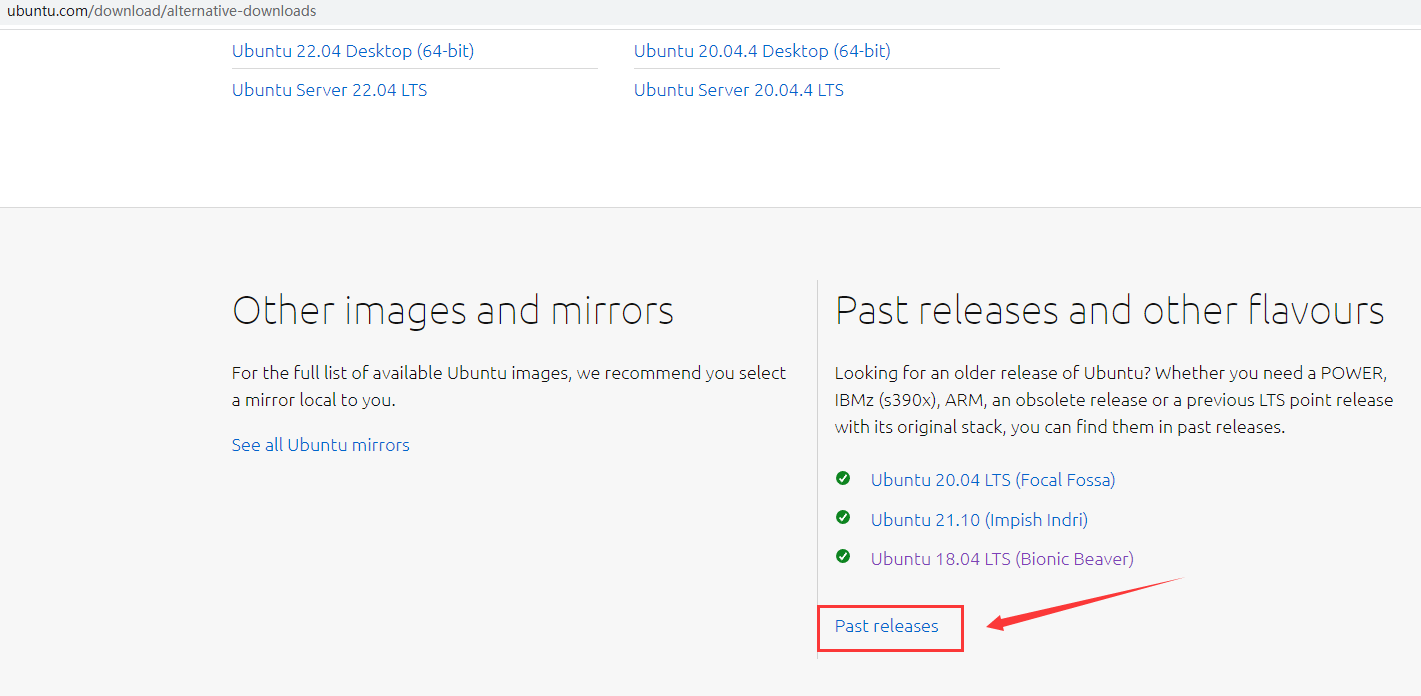 ubuntu.com/download/alternative-downloads
Ubuntu 22.04 Desktop (64-bit)
Ubuntu 20.04.4 Desktop (64-bit)
Ubuntu Server 22.04 LTS
Ubuntu Server 20.04.4 LTS
Other images and mirrors
For the full list of available Ubuntu images, we recommend you select
a mirror local to you.
See all Ubuntu mirrors
Past releases and other flavours
Looking for an older release of Ubuntu? Whether you need a POWER,
IBMz (s390x), ARM, an obsolete release or a previous LTS point release
with its original stack, you can find them in past releases.
Ubuntu 20.04 LTS (Focal Fossa)
Ubuntu 21.10 (Impish Indri)
Ubuntu 18.04 LTS (Bionic Beaver)
Past releases